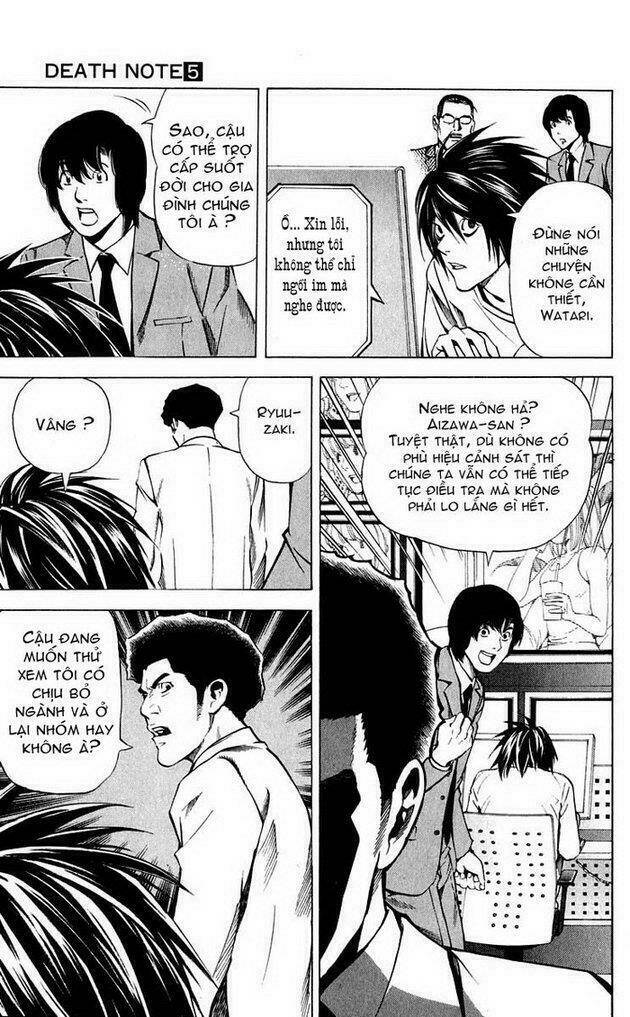 DEATH NOTE 5
ĐỪNG NÓI
NHỮNG
CHUYỆN
KHÔNG CẦN
THIẾT,
WATARI.
Ồ... Xin lỗi,
nhưng tôi
không thể chỉ
ngồi im mà
nghe được.
SAO, CẬU
CÓ THỂ TRỢ
CẤP SUỐT
ĐỜI CHO GIA
ĐÌNH CHÚNG
TÔI À ?
NGHE KHÔNG HẢ?
AIZAWA-SAN ?
TUYỆT THẬT, DÙ KHÔNG CÓ
PHÙ HIỆU CẢNH SÁT THÌ
CHÚNG TA VẪN CÓ THỂ TIẾP
TỤC ĐIỀU TRA MÀ KHÔNG
PHẢI LO LẮNG GÌ HẾT.
RYUU-
ZAKI.
VÂNG ?
CẬU ĐANG
MUỐN THỬ
XEM TÔI CÓ
CHỊU BỎ
NGÀNH VÀ Ở
LẠI NHÓM HAY
KHÔNG À?